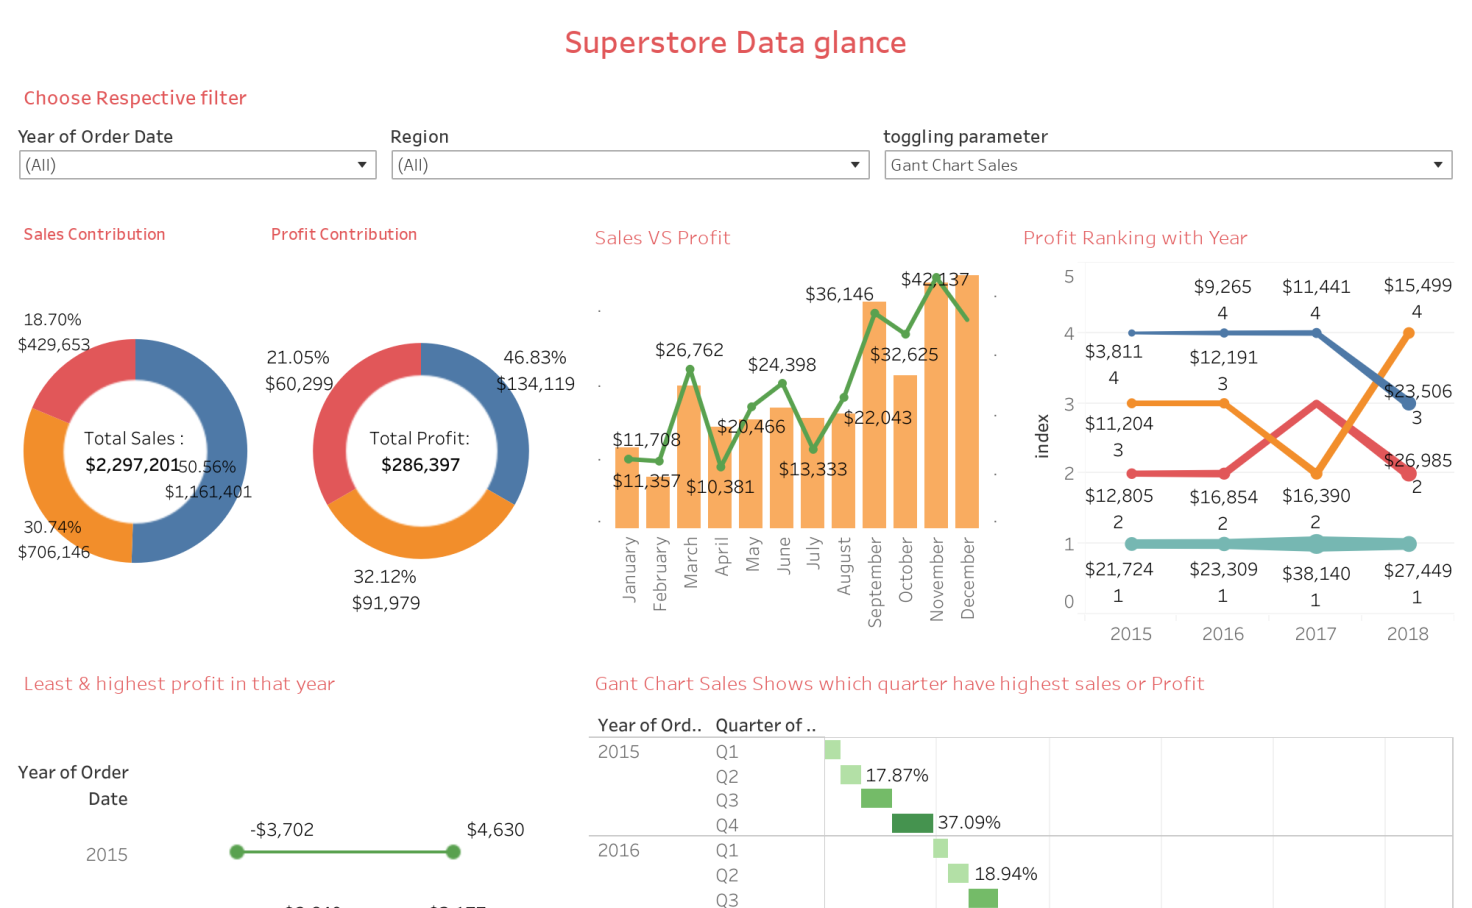 Superstore Data glance
Choose Respective filter
Year of Order Date
Region
toggling parameter
(All)
(All)
Gant Chart Sales
Sales Contribution
18.70%
$429,653
Total Sales :
$2,297,201
50.56%
$1,161,401
30.74%
$706,146
Profit Contribution
21.05%
$60,299
46.83%
$134,119
Total Profit:
$286,397
32.12%
$91,979
Sales VS Profit
$42,137
$36,146
$26,762
$32,625
$24,398
$22,043
$20,466
$11,708
$13,333
$11,357
$10,381
January
February
March
April
May
June
July
August
September
October
November
December
Profit Ranking with Year
index
5
4
3
2
1
0
$9,265
4
$11,441
4
$15,499
4
$3,811
4
$12,191
3
$23,506
3
$11,204
3
$26,985
2
$12,805
2
$16,854
2
$16,390
2
$21,724
1
$23,309
1
$38,140
1
$27,449
1
2015
2016
2017
2018
Least & highest profit in that year
Year of Order
Date
2015
-$3,702
$4,630
Gant Chart Sales Shows which quarter have highest sales or Profit
Year of Ord..
Quarter of ..
2015
Q1
Q2
17.87%
Q3
Q4
37.09%
2016
Q1
Q2
18.94%
Q3